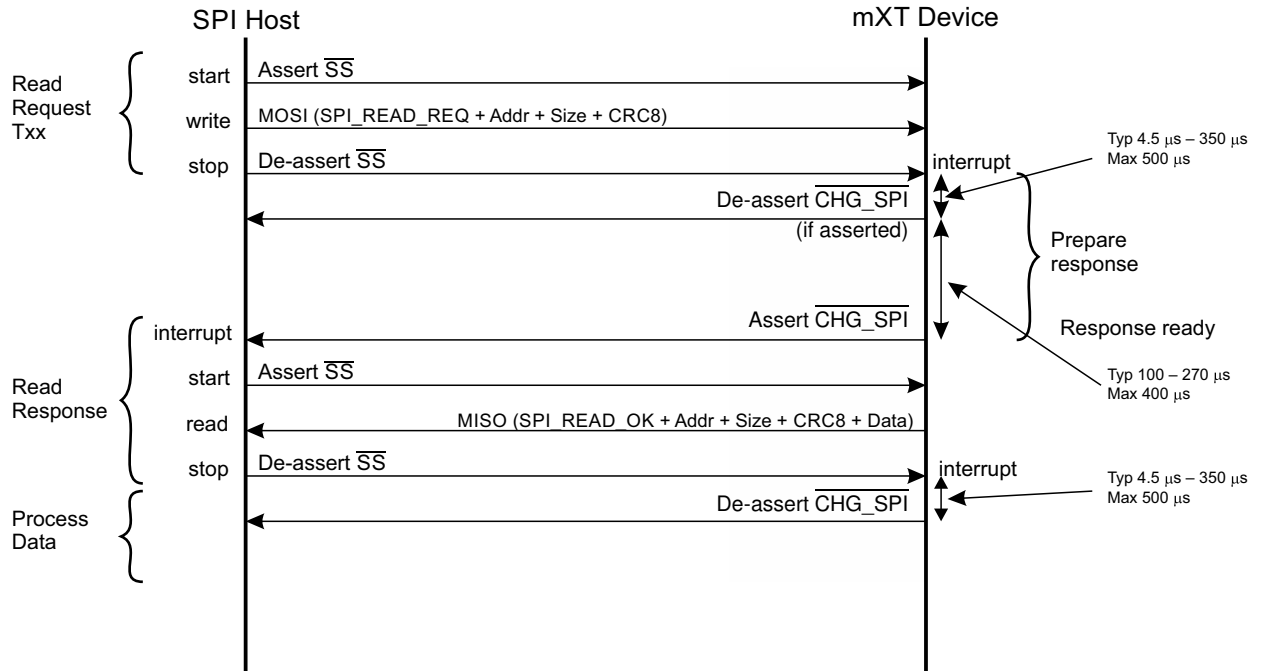 SPI Host
mXT Device
Read
Request
Txx
start
Assert SS
write
MOSI (SPI_READ_REQ + Addr + Size + CRC8)
stop
De-assert SS
interrupt
Typ 4.5 μs – 350 μs
Max 500 μs
De-assert CHG_SPI
(if asserted)
Prepare
response
Assert CHG_SPI
interrupt
Response ready
Read
Response
start
Assert SS
Typ 100 – 270 μs
Max 400 μs
read
MISO (SPI_READ_OK + Addr + Size + CRC8 + Data)
stop
De-assert SS
interrupt
Typ 4.5 μs – 350 μs
Max 500 μs
De-assert CHG_SPI
Process
Data